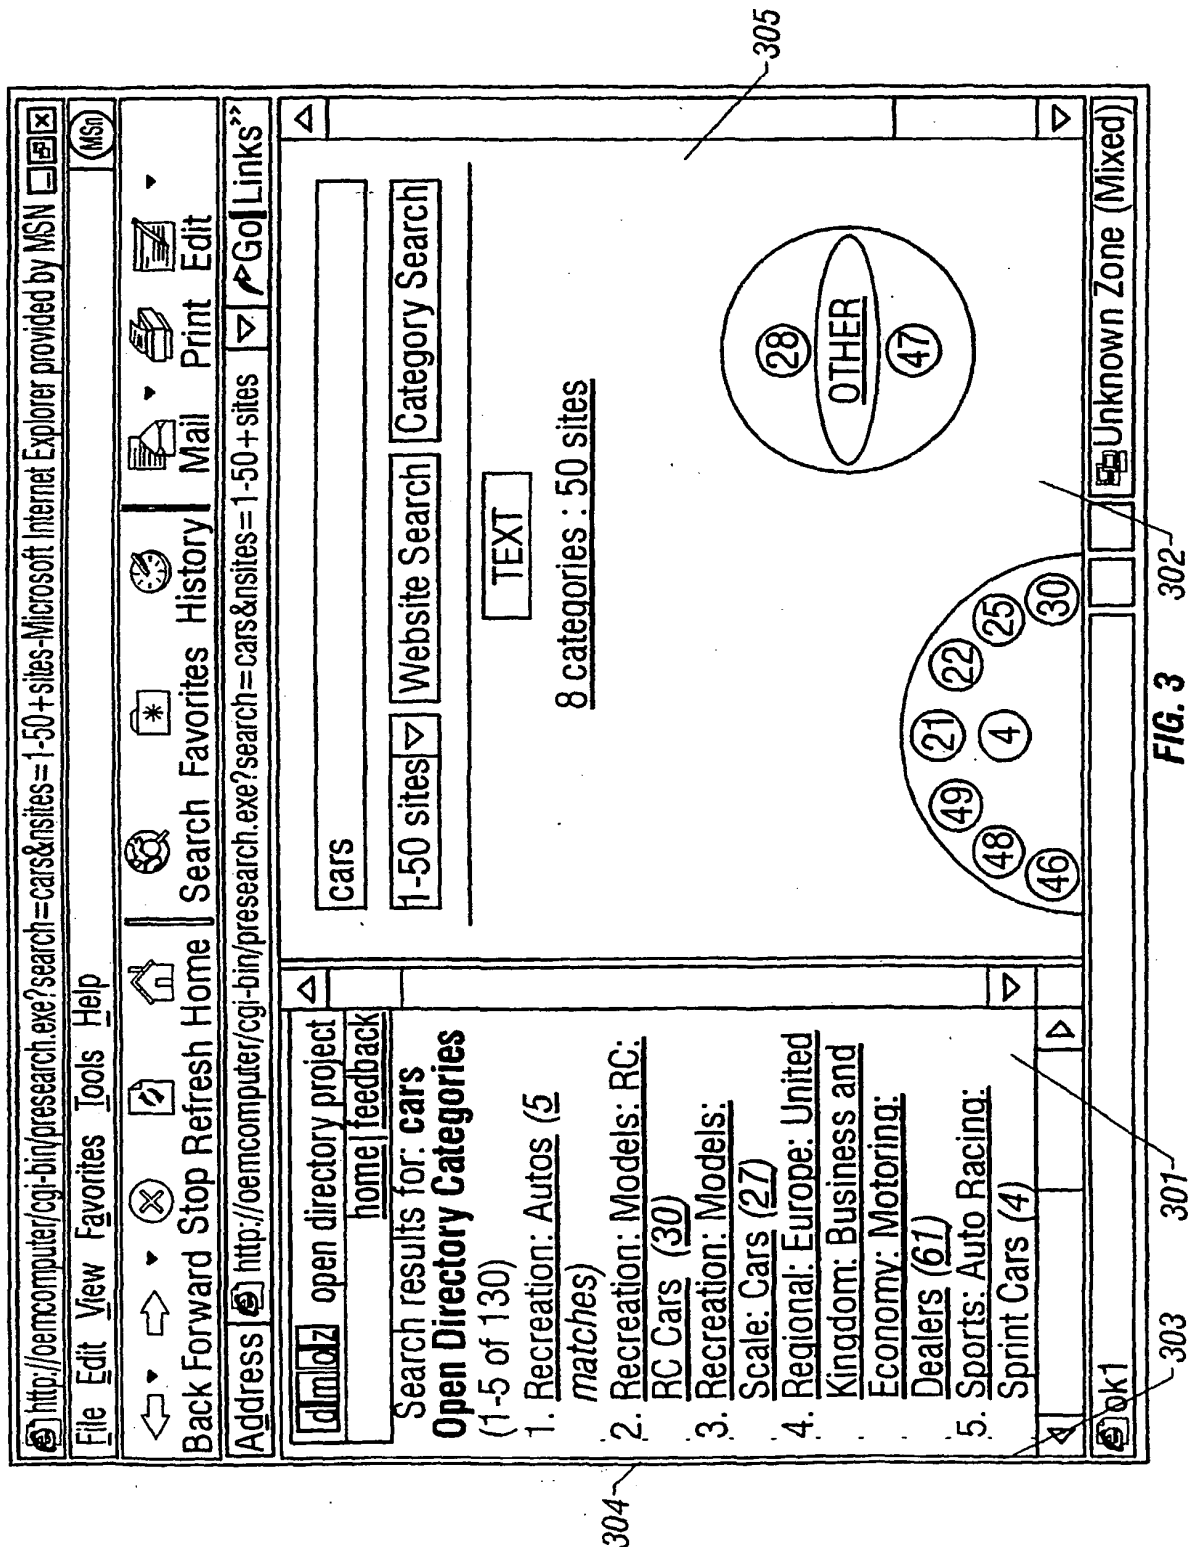 http://oemcomputer/cgi-bin/presearch.exe?search=cars&nsites=1-50+sites-Microsoft Internet Explorer provided by MSN
File Edit View Favorites Tools Help
MSn
Back Forward Stop Refresh Home Search Favorites History Mail Print Edit
Address http://oemcomputer/cgi-bin/presearch.exe?search=cars&nsites=1-50+sites Go Links”
dmoz open directory project
home feedback
Search results for: cars
Open Directory Categories
(1-5 of 130)
1. Recreation: Autos (5
matches)
2. Recreation: Models: RC:
RC Cars (30)
3. Recreation: Models:
Scale: Cars (27)
4. Regional: Europe: United
Kingdom: Business and
Economy: Motoring:
Dealers (61)
5. Sports: Auto Racing:
Sprint Cars (4)
cars
1-50 sites Website Search Category Search
TEXT
8 categories : 50 sites
46
48
49
21
22
25
30
4
28
OTHER
47
ok1
Unknown Zone (Mixed)
304
303
301
302
305
FIG. 3